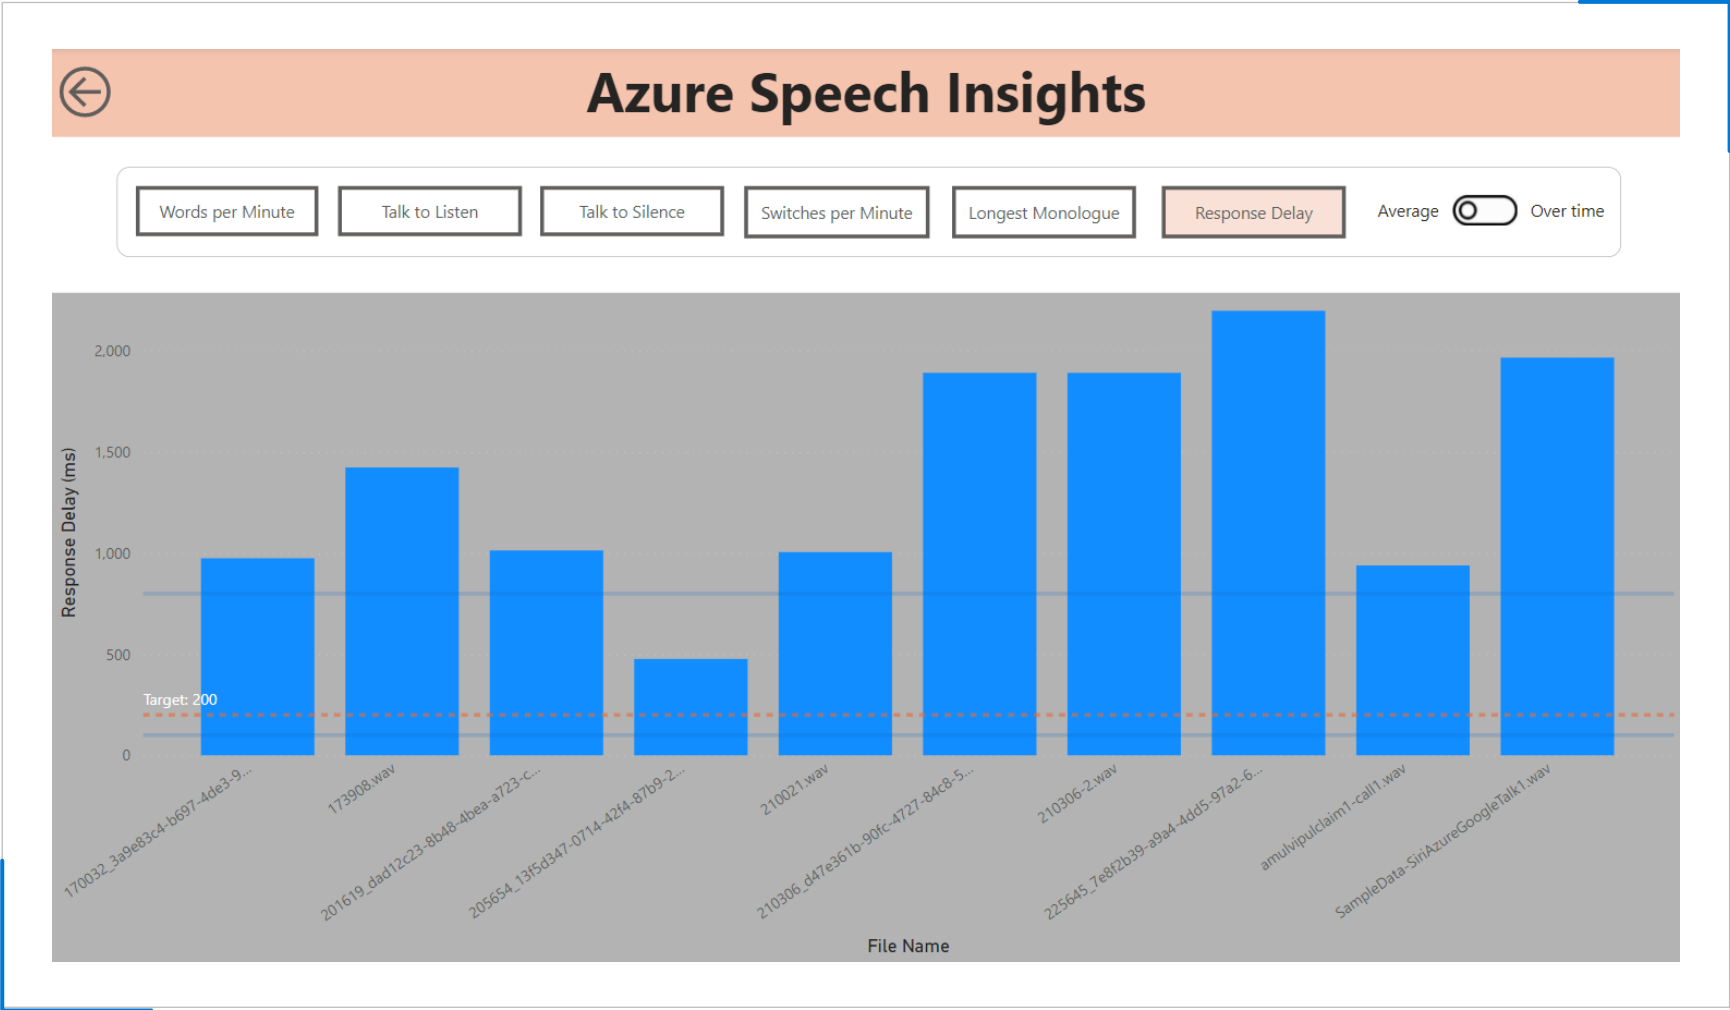 Azure Speech Insights
Words per Minute
Talk to Listen
Talk to Silence
Switches per Minute
Longest Monologue
Response Delay
Average
Over time
Response Delay (ms)
2,000
1,500
1,000
500
0
Target: 200
170032_3a9e83c4-b697-4de3-9...
173908.wav
201619_dad12c23-8b48-4bea-a723-c...
205654_13f5d347-0714-42f4-87b9-2...
210021.wav
210306_d47e361b-90fc-4727-84c8-5...
210306-2.wav
225645_7e8f2b39-a9a4-4dd5-97a2-6...
amulvipulclaim1-call1.wav
SampleData-SiriAzureGoogleTalk1.wav
File Name